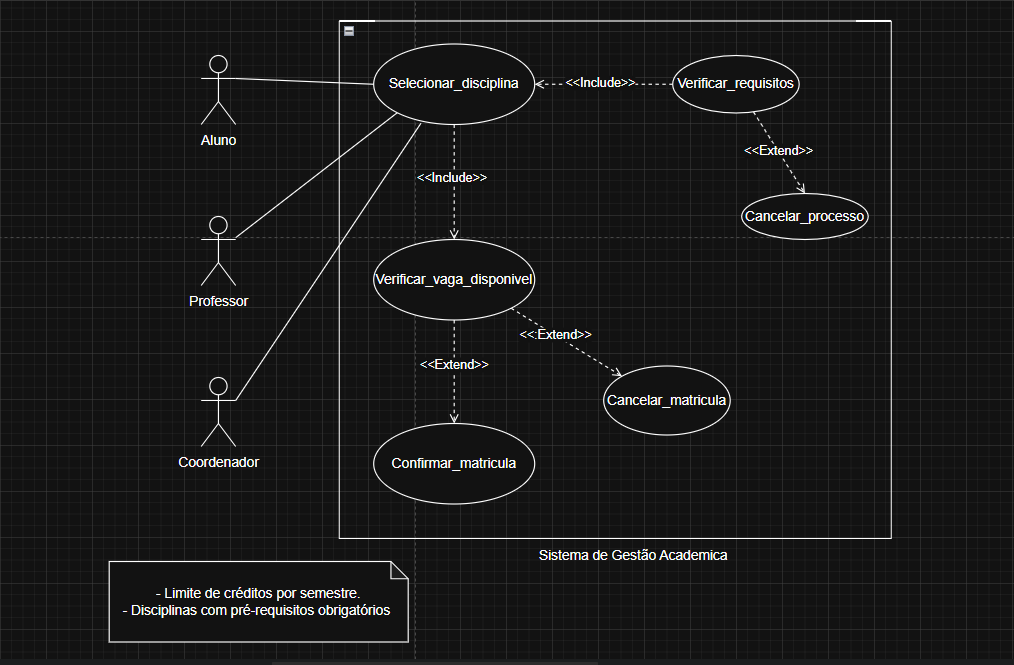 Selecionar_disciplina
<<Include>>
Verificar_requisitos
Aluno
<<Extend>>
<<Include>>
Cancelar_processo
Professor
Verificar_vaga_disponivel
<<:Extend>>
<<Extend>>
Cancelar_matricula
Coordenador
Confirmar_matricula
Sistema de Gestão Academica
- Limite de créditos por semestre.
- Disciplinas com pré-requisitos obrigatórios